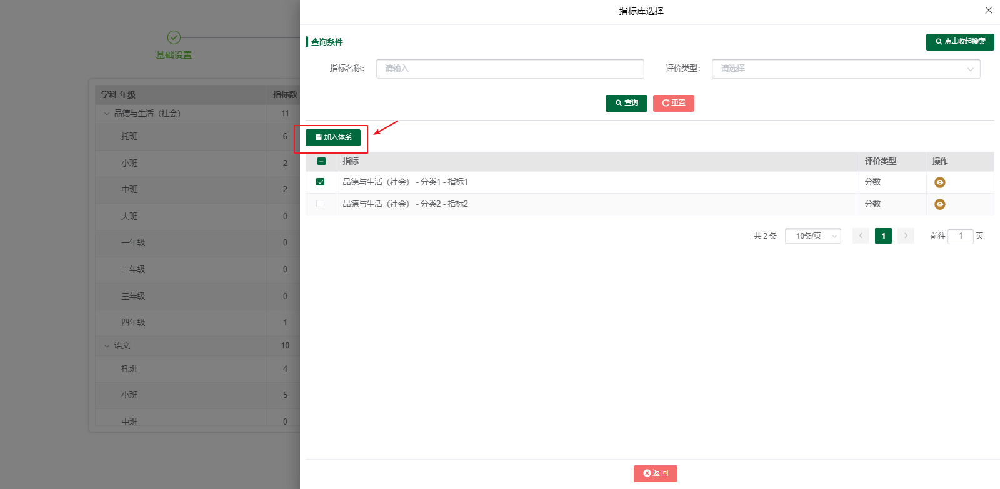 指标库选择
基础设置
查询条件
点击收起搜索
指标名称： 请输入 评价类型： 请选择
查询 重置
加入体系
指标 评价类型 操作
品德与生活（社会） - 分类1 - 指标1 分数
品德与生活（社会） - 分类2 - 指标2 分数
共 2 条 10条/页 1 前往 1 页
学科-年级 指标数
品德与生活（社会） 11
托班 6
小班 2
中班 2
大班 0
一年级 0
二年级 0
三年级 0
四年级 1
语文 10
托班 4
小班 5
中班 0
返回